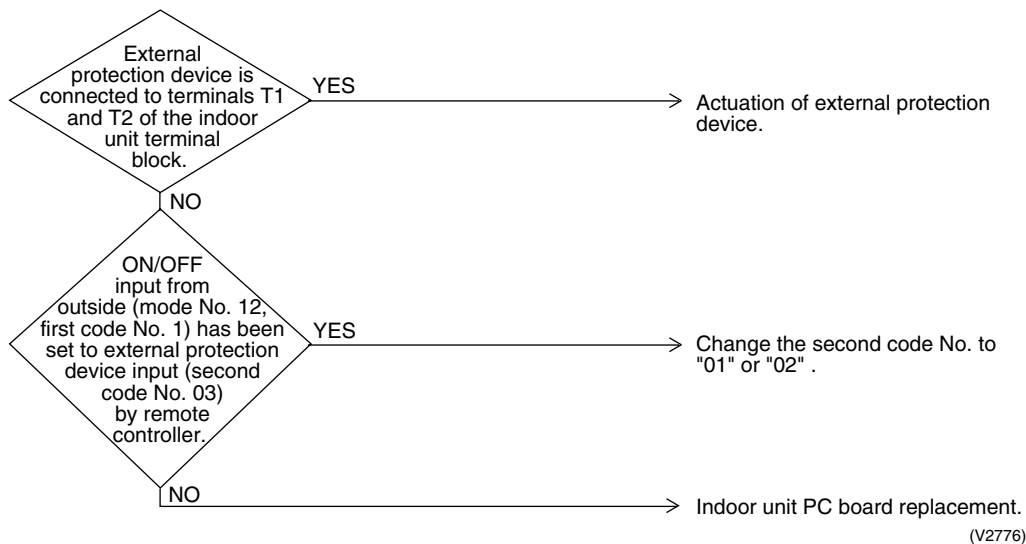 External
protection device is
connected to terminals T1
and T2 of the indoor
unit terminal
block.
YES
Actuation of external protection
device.
NO
ON/OFF
input from
outside (mode No. 12,
first code No. 1) has been
set to external protection
device input (second
code No. 03)
by remote
controller.
YES
Change the second code No. to
"01" or "02" .
NO
Indoor unit PC board replacement.
(V2776)